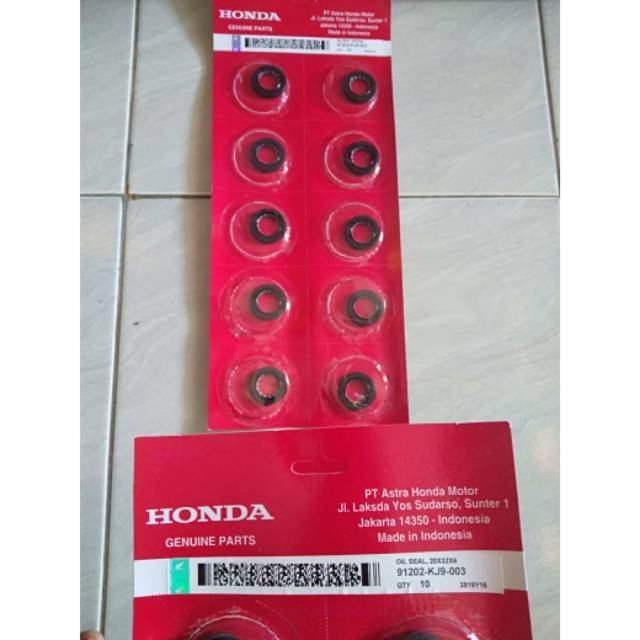 HONDA
GENUINE PARTS
PT Astra Honda Motor
Jl. Laksda Yos Sudarso, Sunter 1
Jakarta 14350 - Indonesia
Made in Indonesia
HONDA
GENUINE PARTS
PT Astra Honda Motor
Jl. Laksda Yos Sudarso, Sunter 1
Jakarta 14350 - Indonesia
Made in Indonesia
OIL SEAL, 20X32X6
91202-KJ9-003
QTY 10 2819Y16